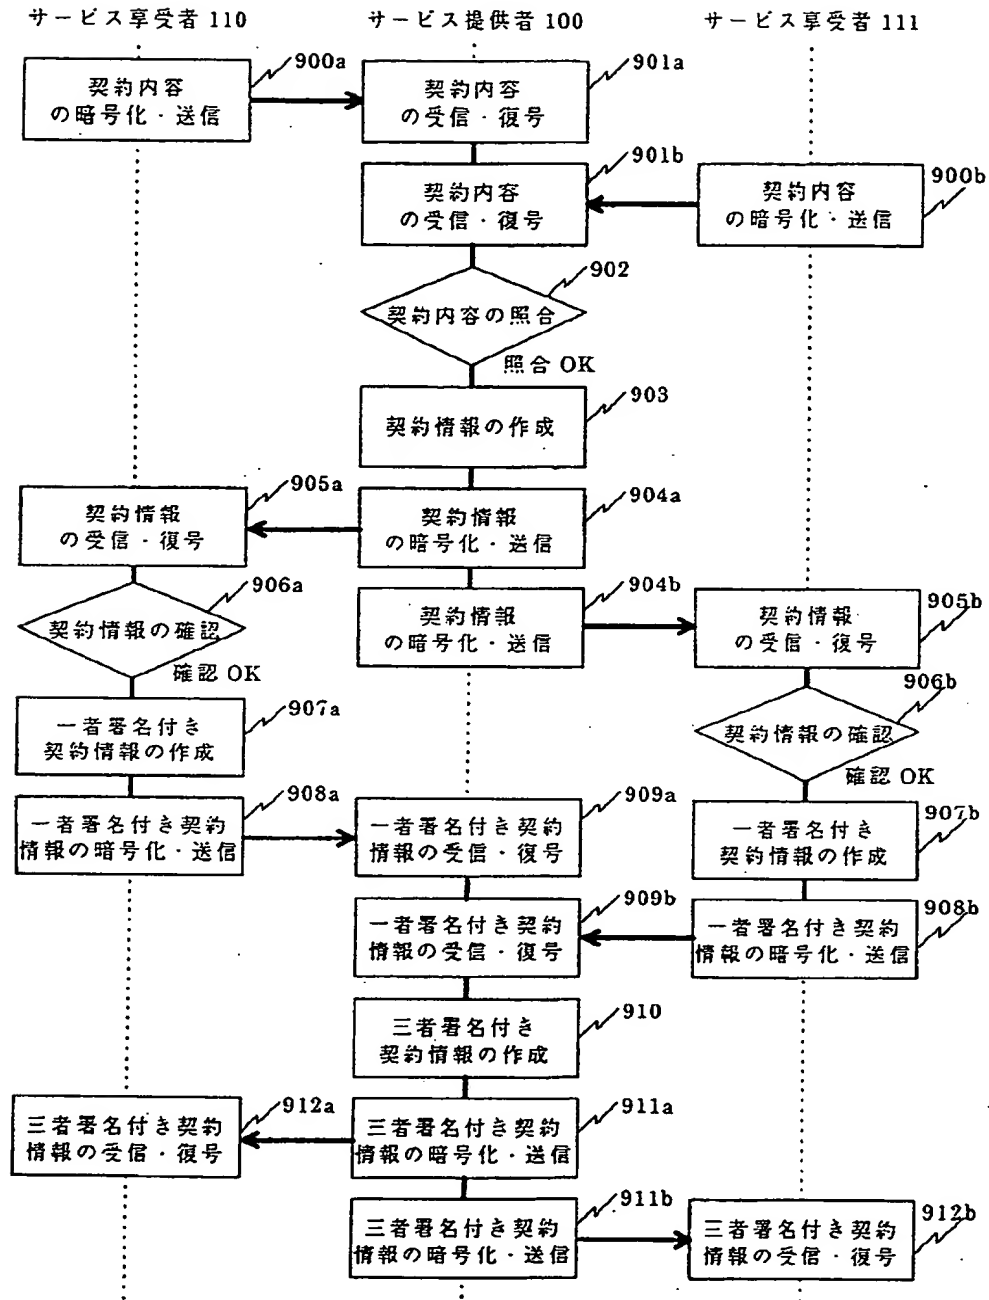 サービス享受者 110
サービス提供者 100
サービス享受者 111
900a
契約内容
の暗号化・送信
901a
契約内容
の受信・復号
901b
契約内容
の受信・復号
900b
契約内容
の暗号化・送信
902
契約内容の照合
照合 OK
903
契約情報の作成
905a
契約情報
の受信・復号
904a
契約情報
の暗号化・送信
906a
契約情報の確認
確認 OK
904b
契約情報
の暗号化・送信
905b
契約情報
の受信・復号
906b
契約情報の確認
確認 OK
907a
一者署名付き
契約情報の作成
908a
一者署名付き契約
情報の暗号化・送信
909a
一者署名付き契約
情報の受信・復号
907b
一者署名付き
契約情報の作成
909b
一者署名付き契約
情報の受信・復号
908b
一者署名付き契約
情報の暗号化・送信
910
三者署名付き
契約情報の作成
912a
三者署名付き契約
情報の受信・復号
911a
三者署名付き契約
情報の暗号化・送信
911b
三者署名付き契約
情報の暗号化・送信
912b
三者署名付き契約
情報の受信・復号